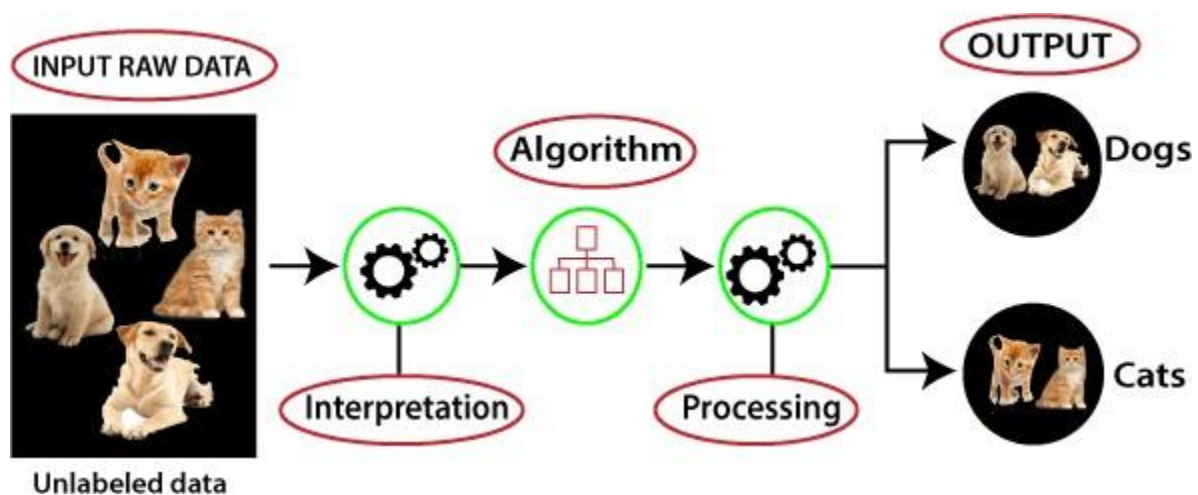 INPUT RAW DATA
Unlabeled data
Interpretation
Algorithm
Processing
OUTPUT
Dogs
Cats